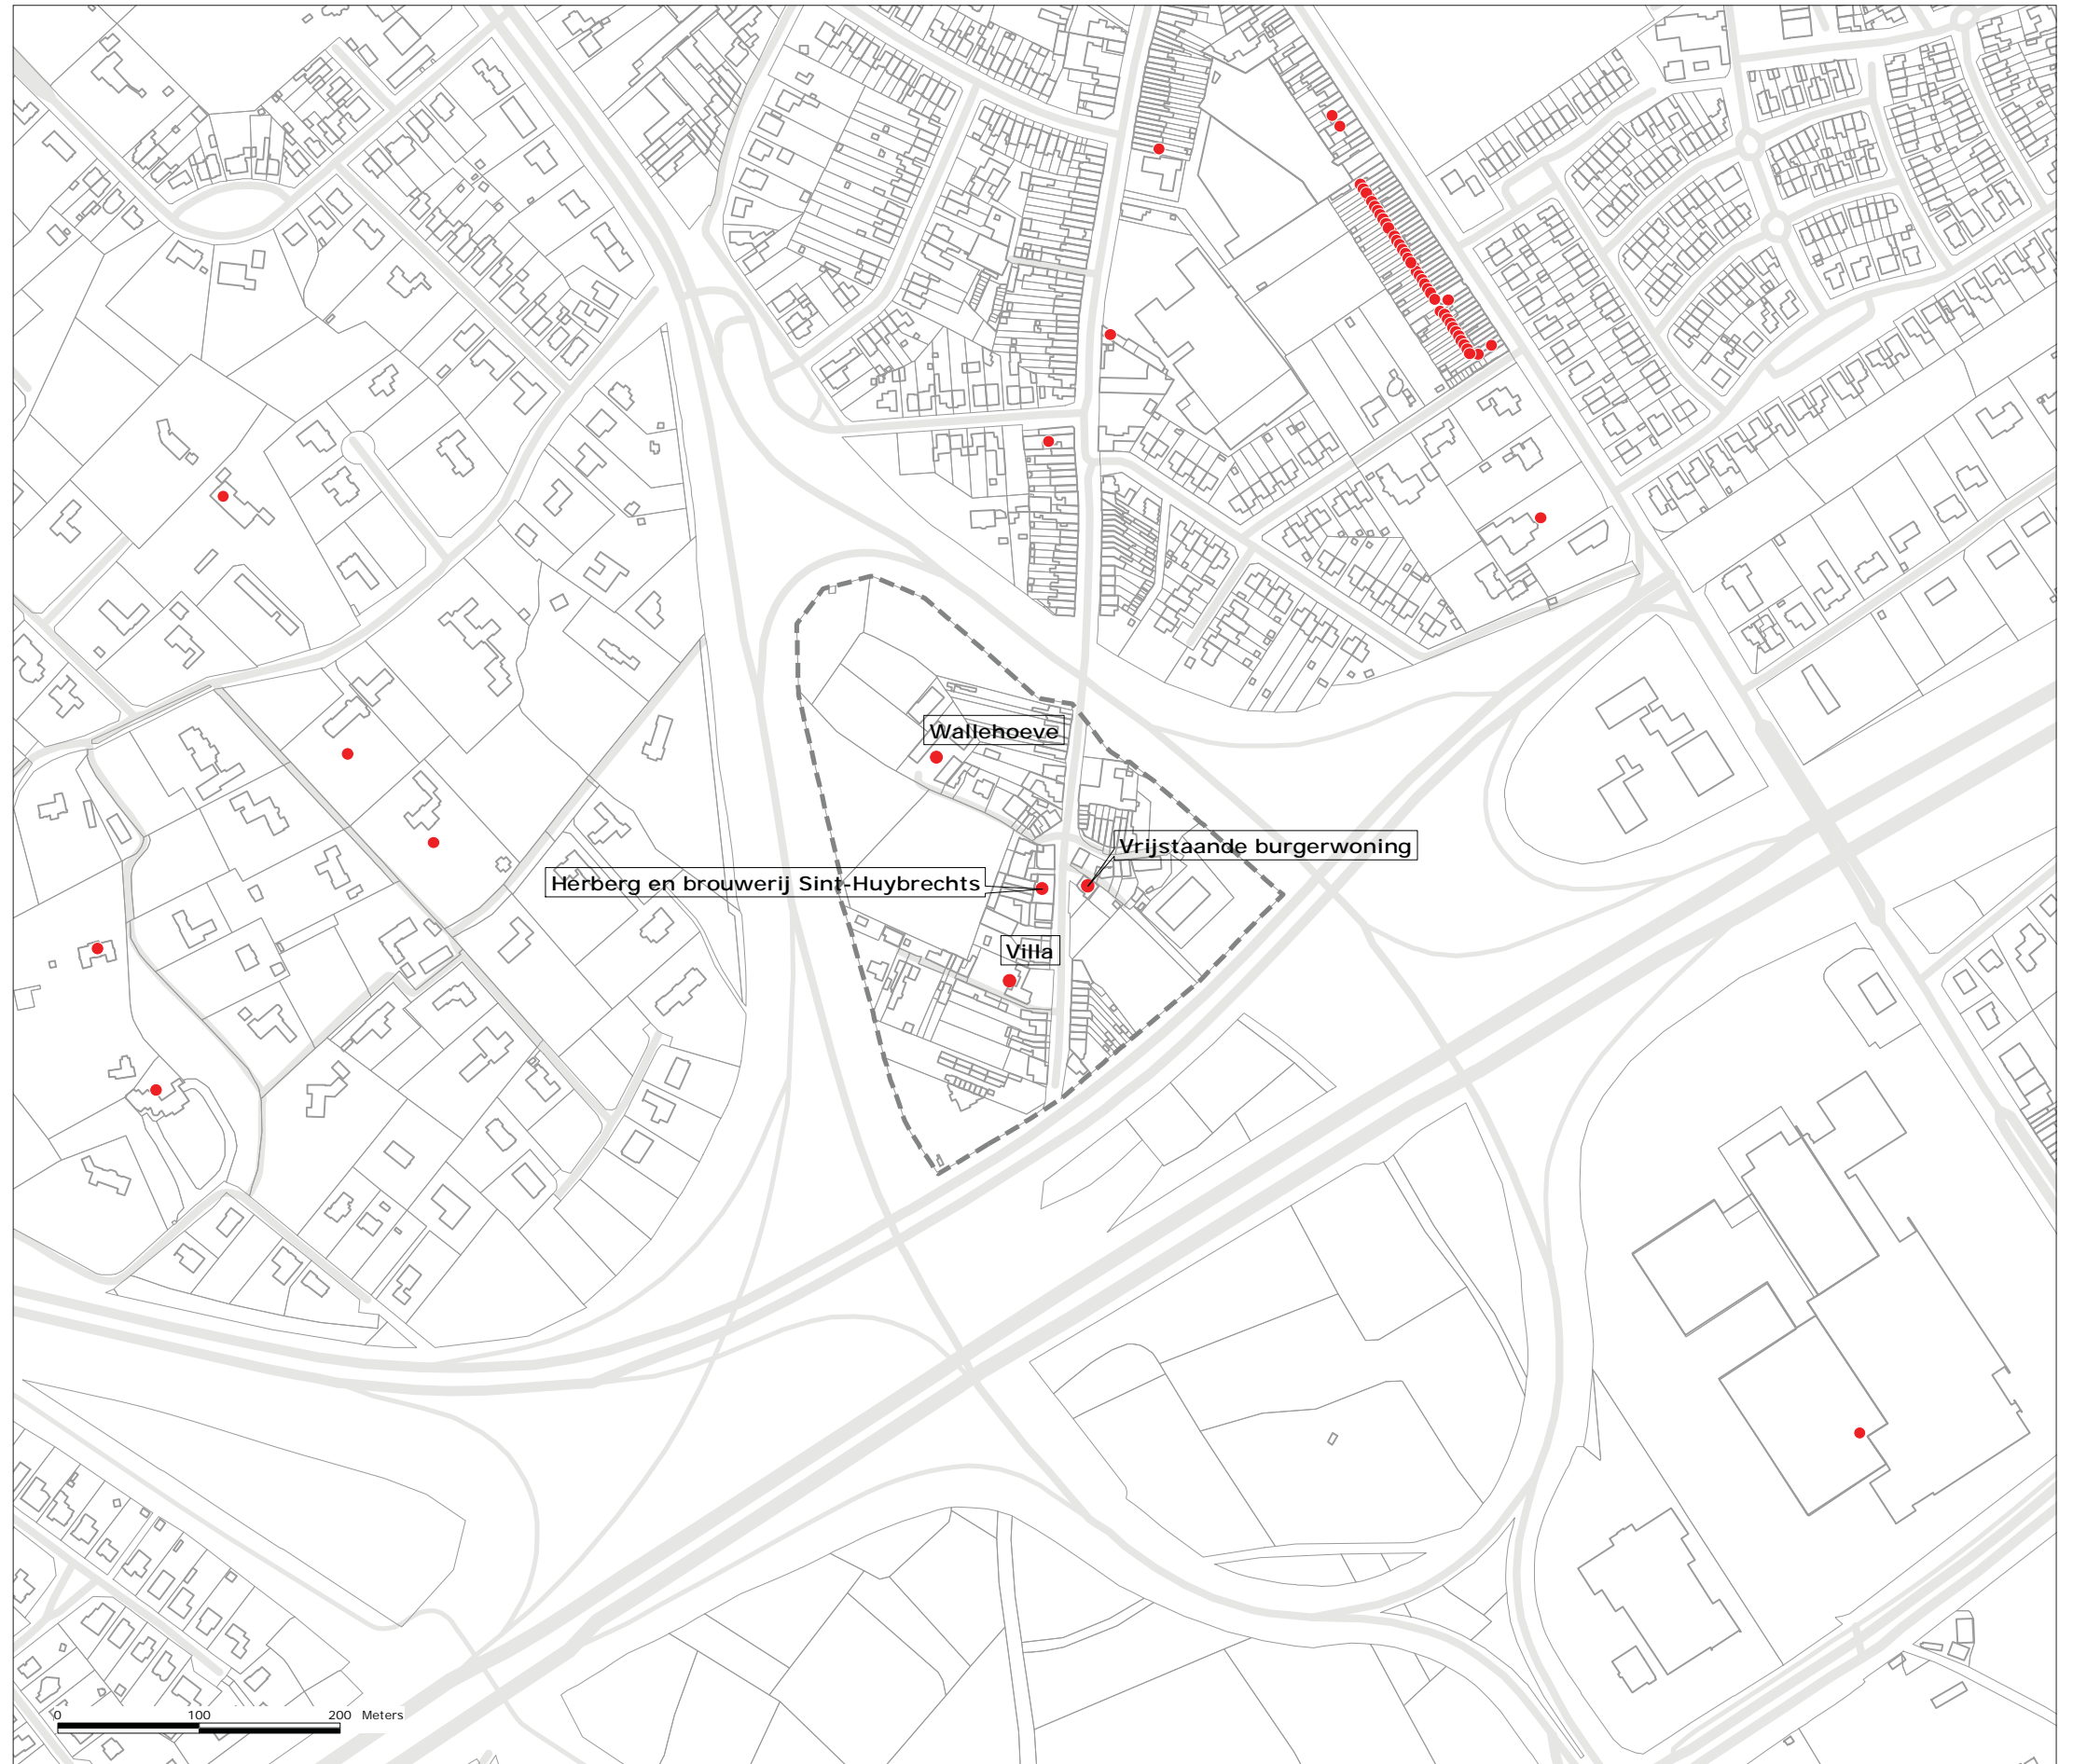 Wallehoeve
Vrijstaande burgerwoning
Herberg en brouwerij Sint-Huybrechts
Villa
0 100 200 Meters